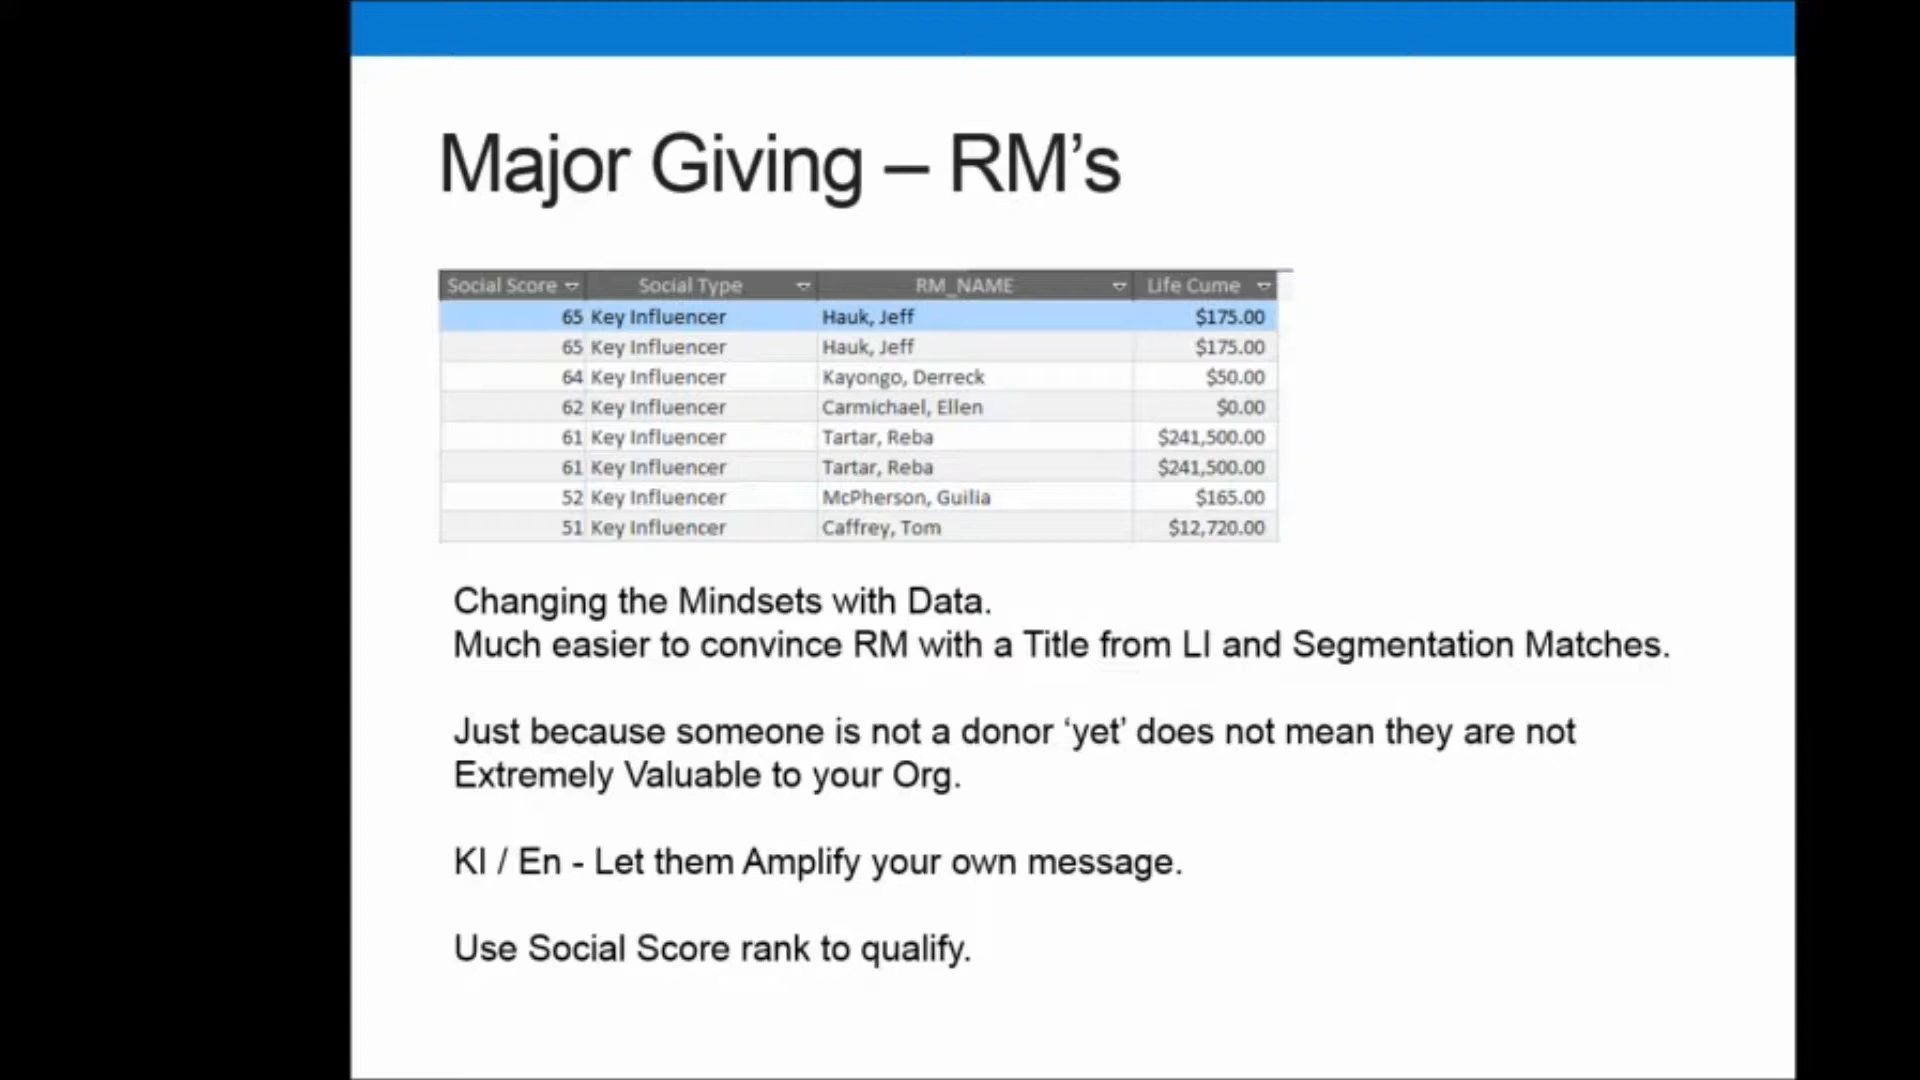 Major Giving – RM’s
Social Score Social Type RM_NAME Life Cume
65 Key Influencer Hauk, Jeff $175.00
65 Key Influencer Hauk, Jeff $175.00
64 Key Influencer Kayongo, Derreck $50.00
62 Key Influencer Carmichael, Ellen $0.00
61 Key Influencer Tartar, Reba $241,500.00
61 Key Influencer Tartar, Reba $241,500.00
52 Key Influencer McPherson, Guilia $165.00
51 Key Influencer Caffrey, Tom $12,720.00
Changing the Mindsets with Data.
Much easier to convince RM with a Title from LI and Segmentation Matches.
Just because someone is not a donor ‘yet’ does not mean they are not
Extremely Valuable to your Org.
KI / En - Let them Amplify your own message.
Use Social Score rank to qualify.